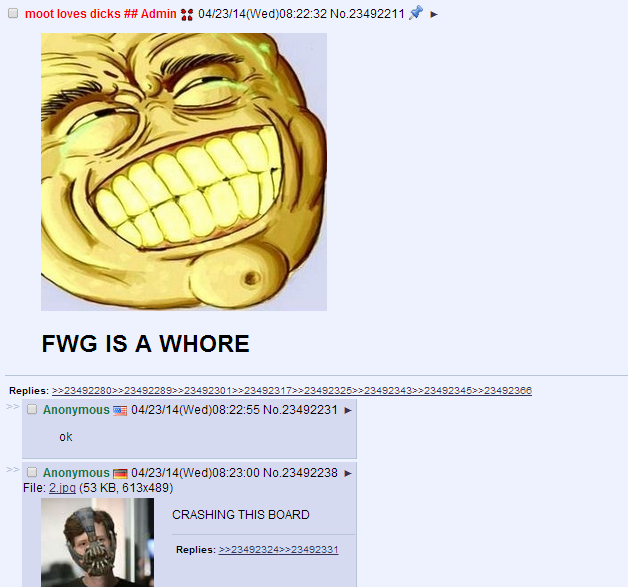 moot loves dicks ## Admin 04/23/14(Wed)08:22:32 No.23492211 ►
FWG IS A WHORE
Replies: >>23492280>>23492289>>23492301>>23492317>>23492325>>23492343>>23492345>>23492366
>> Anonymous 04/23/14(Wed)08:22:55 No.23492231 ►
ok
>> Anonymous 04/23/14(Wed)08:23:00 No.23492238 ►
File: 2.jpg (53 KB, 613x489)
CRASHING THIS BOARD
Replies: >>23492324>>23492331